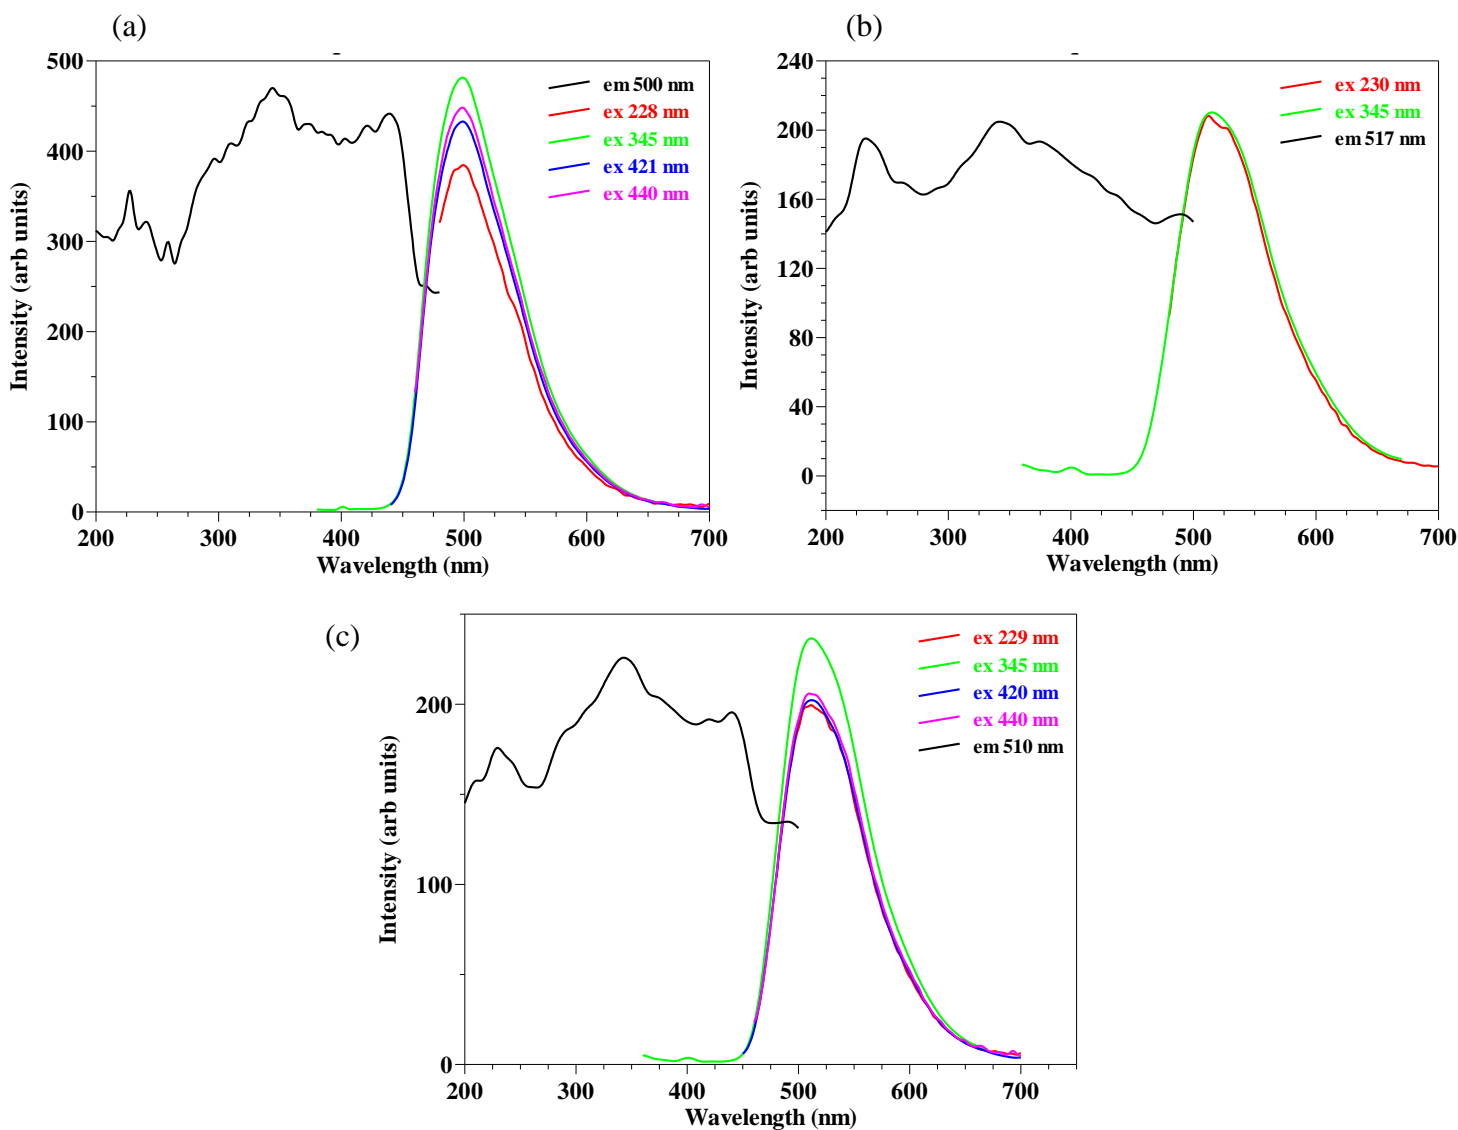 (a)
500
400
300
200
100
0
200 300 400 500 600 700
Wavelength (nm)
Intensity (arb units)
em 500 nm
ex 228 nm
ex 345 nm
ex 421 nm
ex 440 nm
(b)
240
200
160
120
80
40
0
200 300 400 500 600 700
Wavelength (nm)
Intensity (arb units)
ex 230 nm
ex 345 nm
em 517 nm
(c)
200
100
0
200 300 400 500 600 700
Wavelength (nm)
Intensity (arb units)
ex 229 nm
ex 345 nm
ex 420 nm
ex 440 nm
em 510 nm